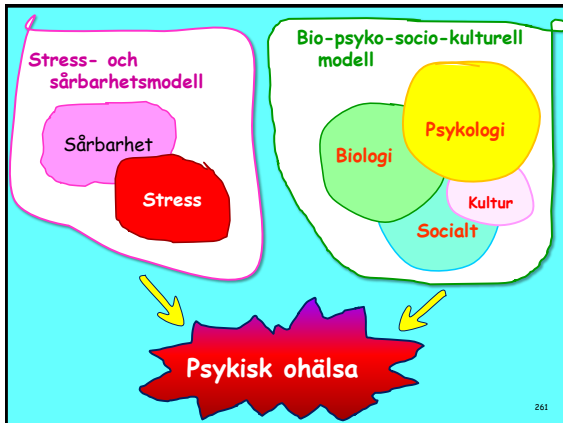 Stress- och
sårbarhetsmodell
Sårbarhet
Stress
Bio-psyko-socio-kulturell
modell
Psykologi
Biologi
Kultur
Socialt
Psykisk ohälsa
261